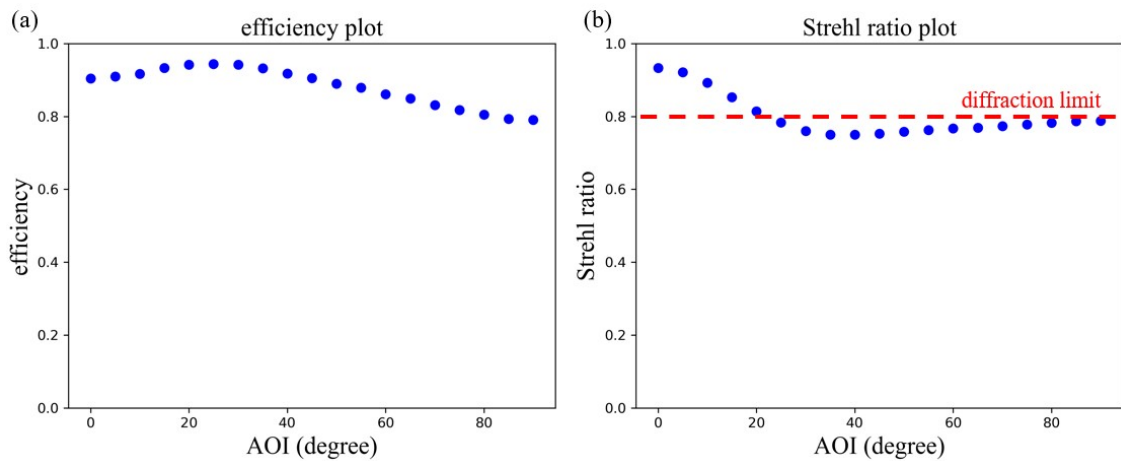 (a)
efficiency plot
1.0
0.8
0.6
0.4
0.2
0.0
efficiency
0
20
40
60
80
AOI (degree)
(b)
Strehl ratio plot
diffraction limit
1.0
0.8
0.6
0.4
0.2
0.0
Strehl ratio
0
20
40
60
80
AOI (degree)